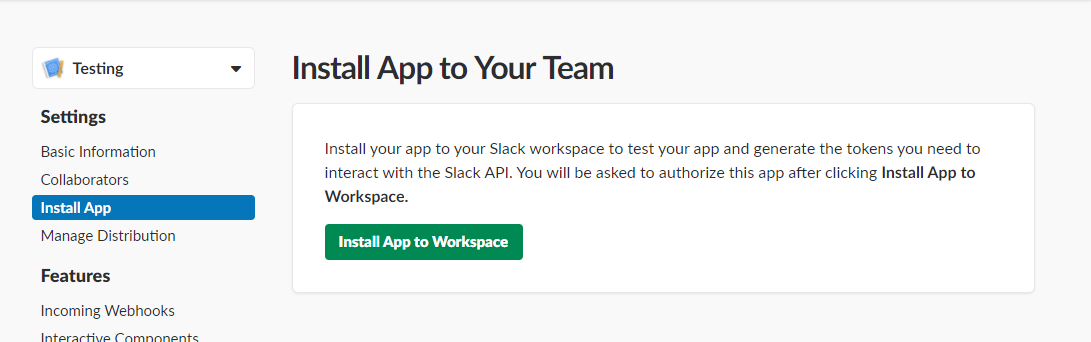 Testing
Install App to Your Team
Settings
Basic Information
Collaborators
Install App
Manage Distribution
Features
Incoming Webhooks
Interactive Components
Install your app to your Slack workspace to test your app and generate the tokens you need to
interact with the Slack API. You will be asked to authorize this app after clicking Install App to
Workspace.
Install App to Workspace